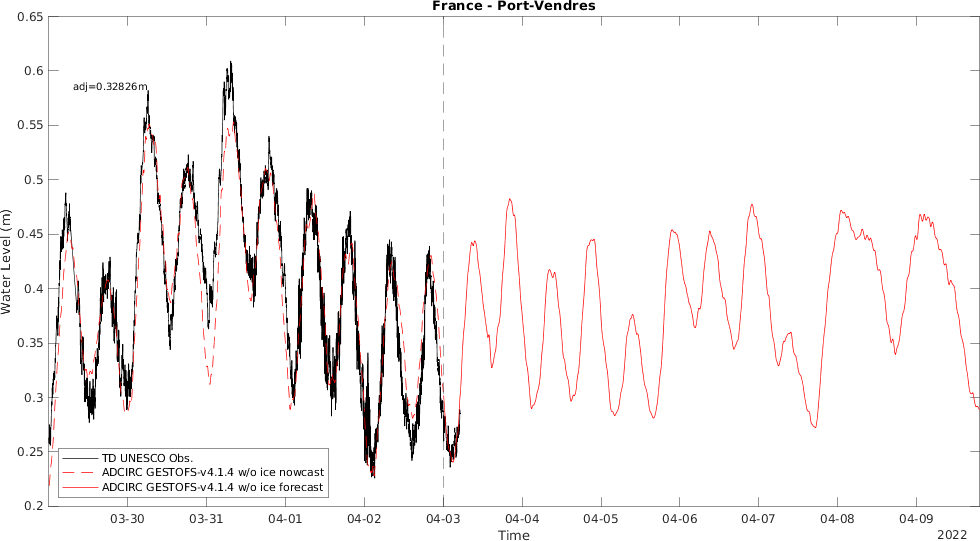 France - Port-Vendres
0.65
0.6
adj=0.32826m
0.55
0.5
0.45
0.4
0.35
0.3
0.25
0.2
Water Level (m)
TD UNESCO Obs.
ADCIRC GESTOFS-v4.1.4 w/o ice nowcast
ADCIRC GESTOFS-v4.1.4 w/o ice forecast
03-30 03-31 04-01 04-02 04-03 04-04 04-05 04-06 04-07 04-08 04-09
Time
2022